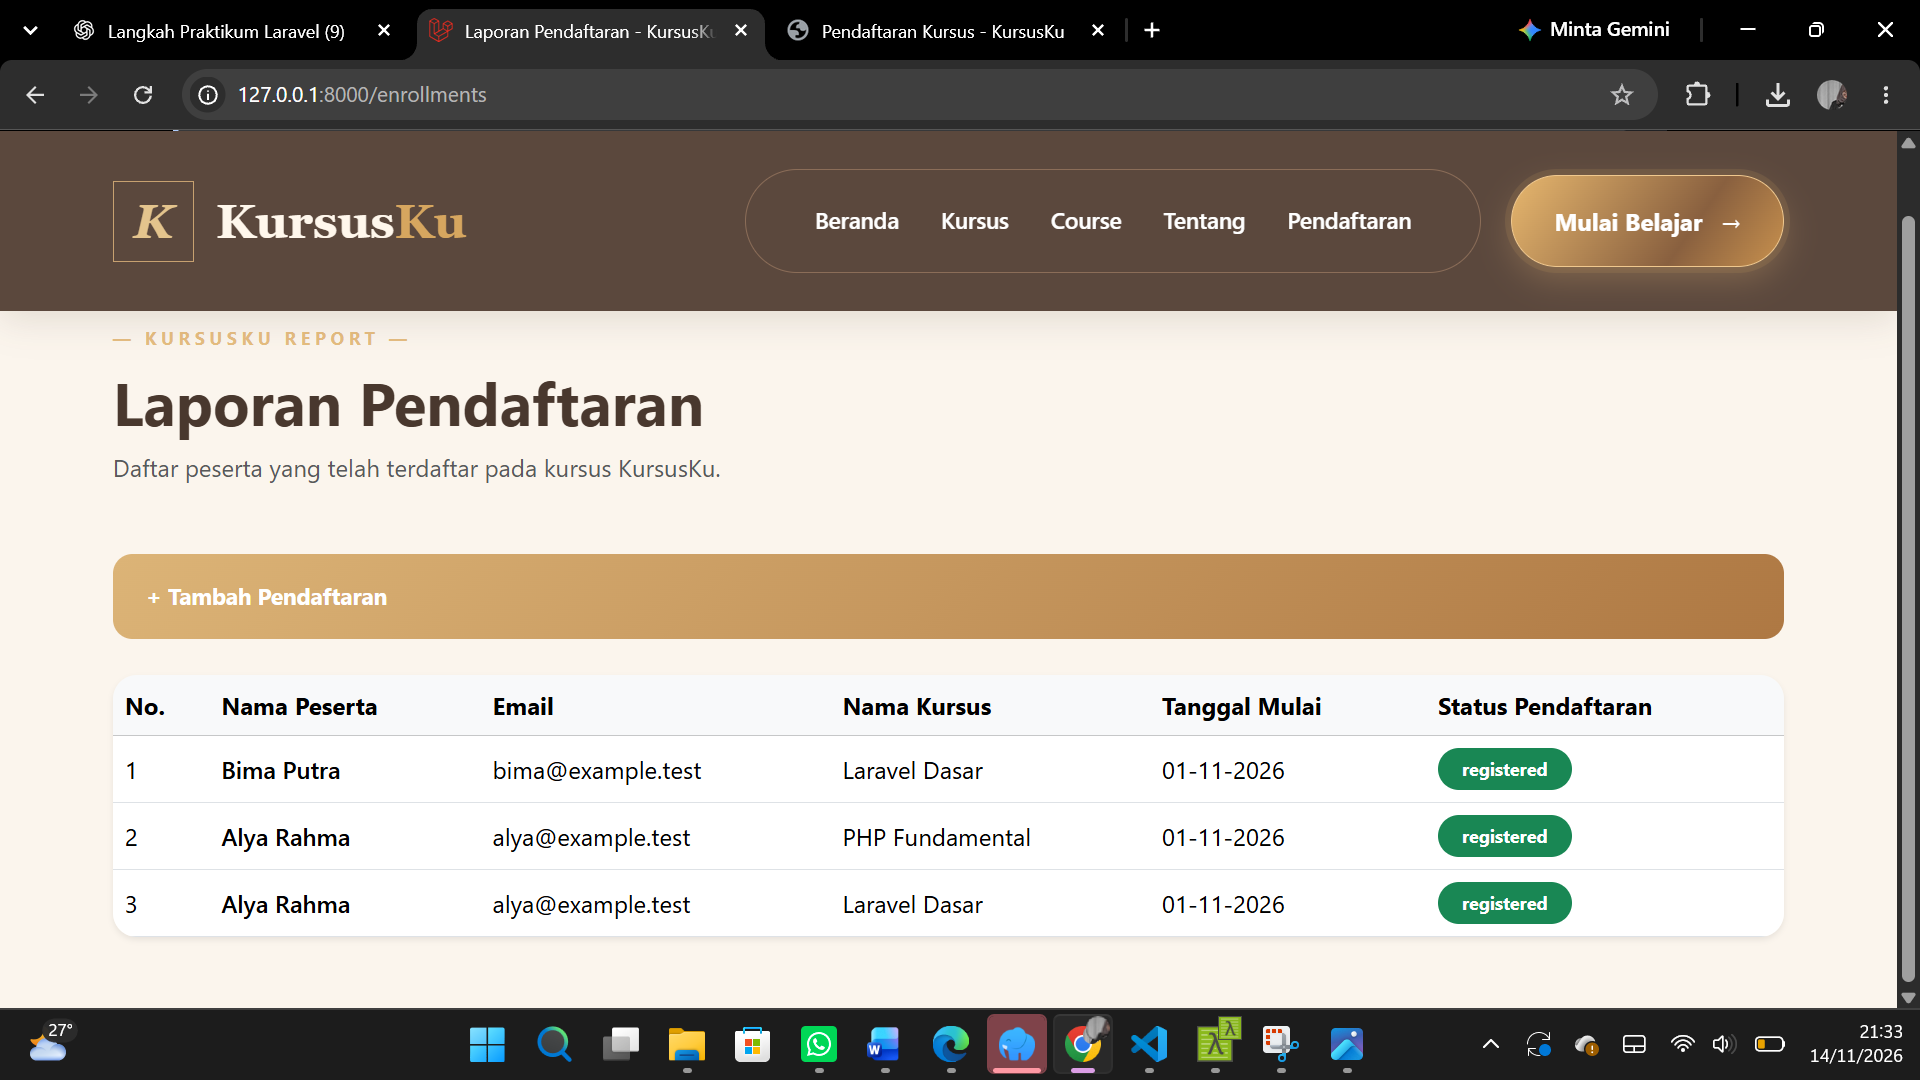 Langkah Praktikum Laravel (9)
Laporan Pendaftaran - KursusKu
Pendaftaran Kursus - KursusKu
Minta Gemini
127.0.0.1:8000/enrollments
K KursusKu
Beranda Kursus Course Tentang Pendaftaran
Mulai Belajar →
— KURSUSKU REPORT —
Laporan Pendaftaran
Daftar peserta yang telah terdaftar pada kursus KursusKu.
+ Tambah Pendaftaran
No. Nama Peserta Email Nama Kursus Tanggal Mulai Status Pendaftaran
1 Bima Putra bima@example.test Laravel Dasar 01-11-2026 registered
2 Alya Rahma alya@example.test PHP Fundamental 01-11-2026 registered
3 Alya Rahma alya@example.test Laravel Dasar 01-11-2026 registered
27°
21:33
14/11/2026